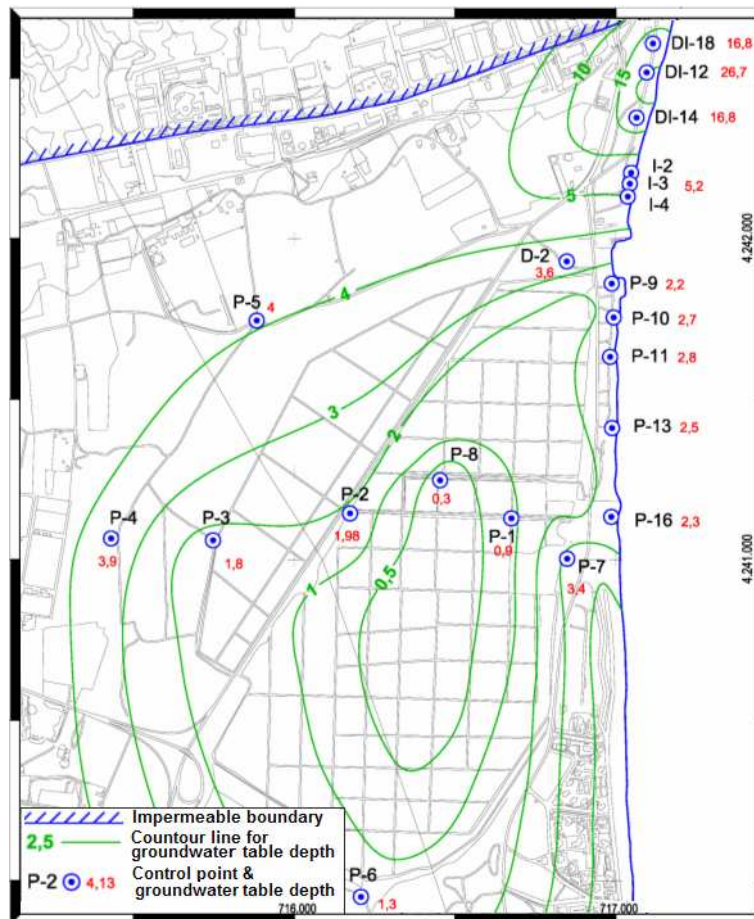 DI-18 16,8
10
15
DI-12 26,7
DI-14 16,8
I-2
I-3 5,2
5
I-4
4.242.000
D-2
3,6
P-9 2,2
4
P-5 4
P-10 2,7
P-11 2,8
3
2
P-13 2,5
P-8
0,3
P-2
1,98
P-1
0,9
P-16 2,3
P-4
3,9
P-3
1,8
4.241.000
P-7
3,4
1
0,5
Impermeable boundary
2,5 Countour line for
groundwater table depth
P-2 4,13 Control point &
groundwater table depth
P-6
1,3
716.000
717.000